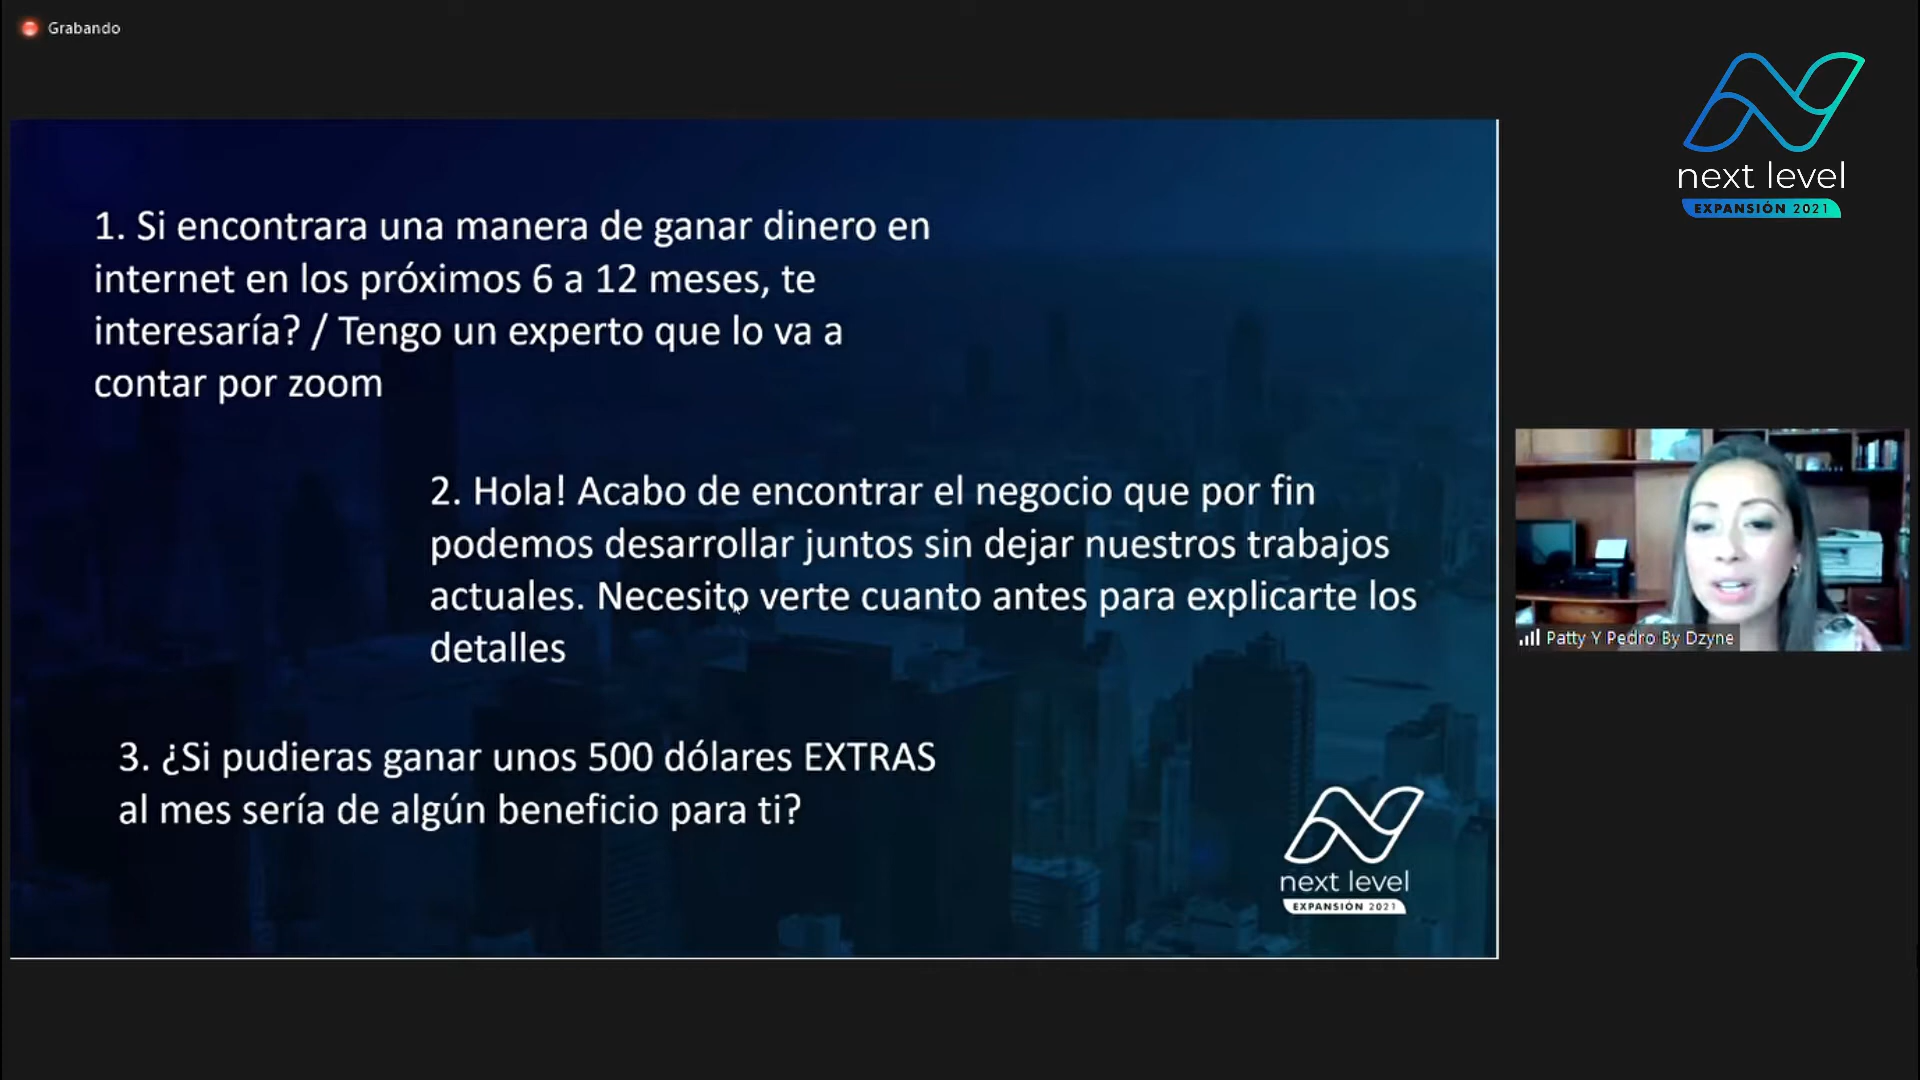 Grabando
next level
EXPANSIÓN 2021
1. Si encontrara una manera de ganar dinero en
internet en los próximos 6 a 12 meses, te
interesaría? / Tengo un experto que lo va a
contar por zoom
2. Hola! Acabo de encontrar el negocio que por fin
podemos desarrollar juntos sin dejar nuestros trabajos
actuales. Necesito verte cuanto antes para explicarte los
detalles
Patty Y Pedro By Dzyne
3. ¿Si pudieras ganar unos 500 dólares EXTRAS
al mes sería de algún beneficio para ti?
next level
EXPANSIÓN 2021